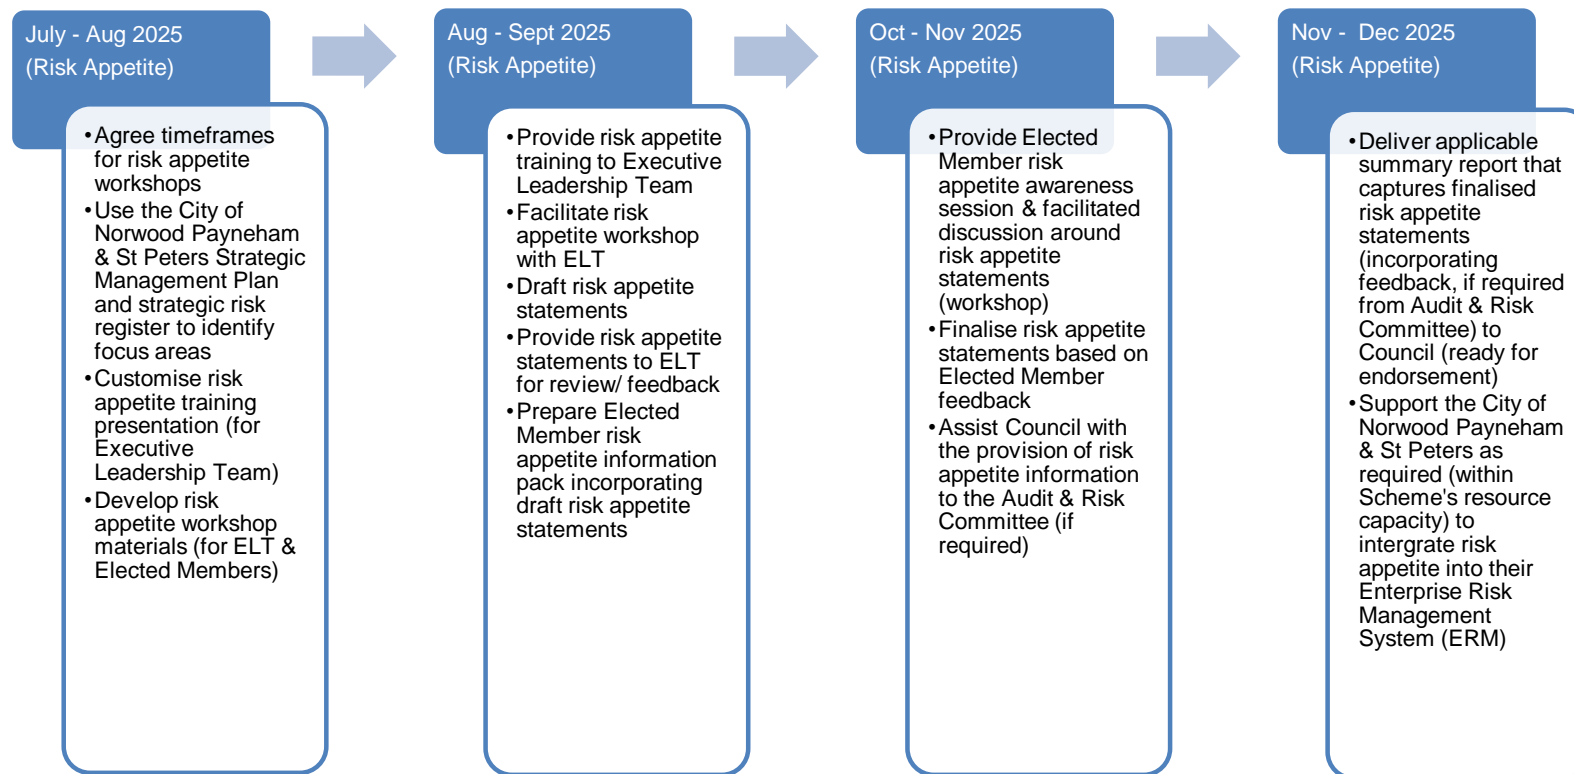 July - Aug 2025
(Risk Appetite)
•Agree timeframes
for risk appetite
workshops
•Use the City of
Norwood Payneham
& St Peters Strategic
Management Plan
and strategic risk
register to identify
focus areas
•Customise risk
appetite training
presentation (for
Executive
Leadership Team)
•Develop risk
appetite workshop
materials (for ELT &
Elected Members)
Aug - Sept 2025
(Risk Appetite)
•Provide risk appetite
training to Executive
Leadership Team
•Facilitate risk
appetite workshop
with ELT
•Draft risk appetite
statements
•Provide risk appetite
statements to ELT
for review/ feedback
•Prepare Elected
Member risk
appetite information
pack incorporating
draft risk appetite
statements
Oct - Nov 2025
(Risk Appetite)
•Provide Elected
Member risk
appetite awareness
session & facilitated
discussion around
risk appetite
statements
(workshop)
•Finalise risk appetite
statements based on
Elected Member
feedback
•Assist Council with
the provision of risk
appetite information
to the Audit & Risk
Committee (if
required)
Nov - Dec 2025
(Risk Appetite)
•Deliver applicable
summary report that
captures finalised
risk appetite
statements
(incorporating
feedback, if required
from Audit & Risk
Committee) to
Council (ready for
endorsement)
•Support the City of
Norwood Payneham
& St Peters as
required (within
Scheme's resource
capacity) to
intergrate risk
appetite into their
Enterprise Risk
Management
System (ERM)